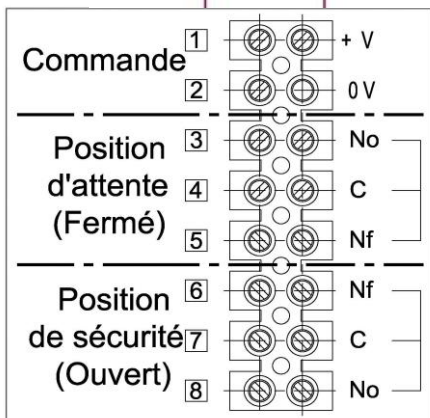 Commande
1 + V
2 0 V
Position
d'attente
(Fermé)
3 No
4 C
5 Nf
Position
de sécurité
(Ouvert)
6 Nf
7 C
8 No